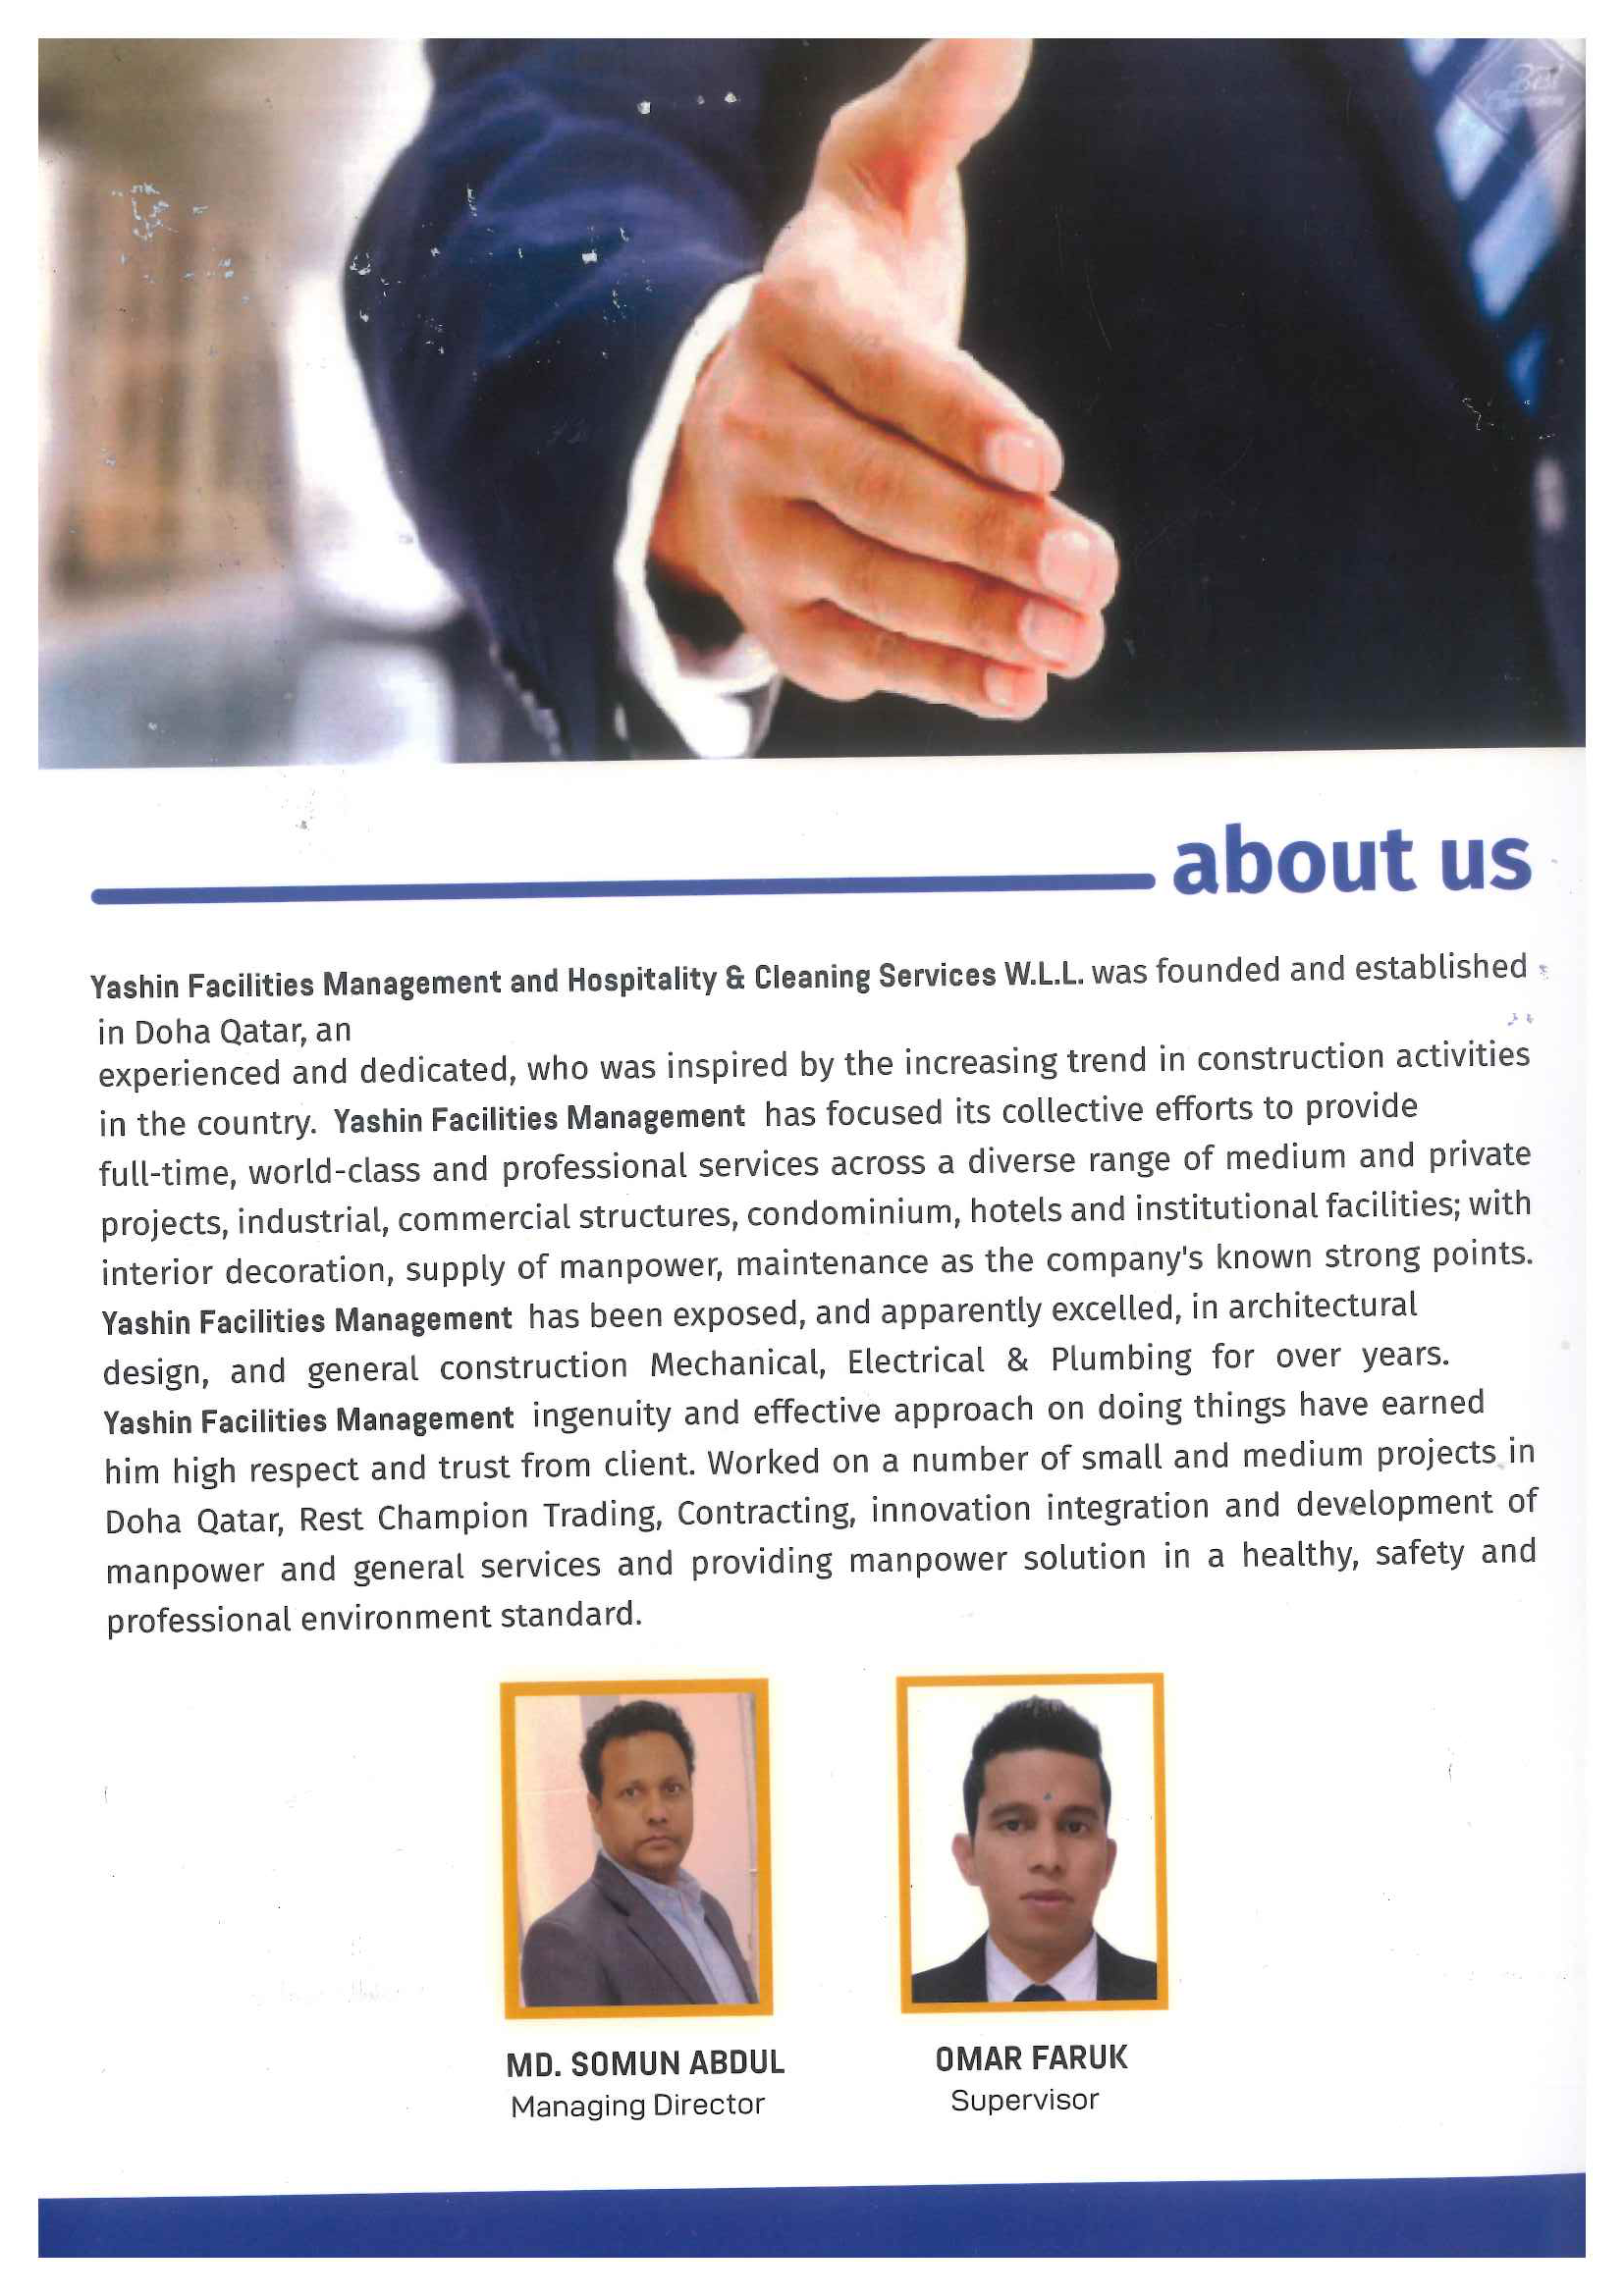 Best
about us
Yashin Facilities Management and Hospitality & Cleaning Services W.L.L. was founded and established
in Doha Qatar, an
experienced and dedicated, who was inspired by the increasing trend in construction activities
in the country. Yashin Facilities Management has focused its collective efforts to provide
full-time, world-class and professional services across a diverse range of medium and private
projects, industrial, commercial structures, condominium, hotels and institutional facilities; with
interior decoration, supply of manpower, maintenance as the company's known strong points.
Yashin Facilities Management has been exposed, and apparently excelled, in architectural
design, and general construction Mechanical, Electrical & Plumbing for over years.
Yashin Facilities Management ingenuity and effective approach on doing things have earned
him high respect and trust from client. Worked on a number of small and medium projects in
Doha Qatar, Rest Champion Trading, Contracting, innovation integration and development of
manpower and general services and providing manpower solution in a healthy, safety and
professional environment standard.
MD. SOMUN ABDUL
Managing Director
OMAR FARUK
Supervisor